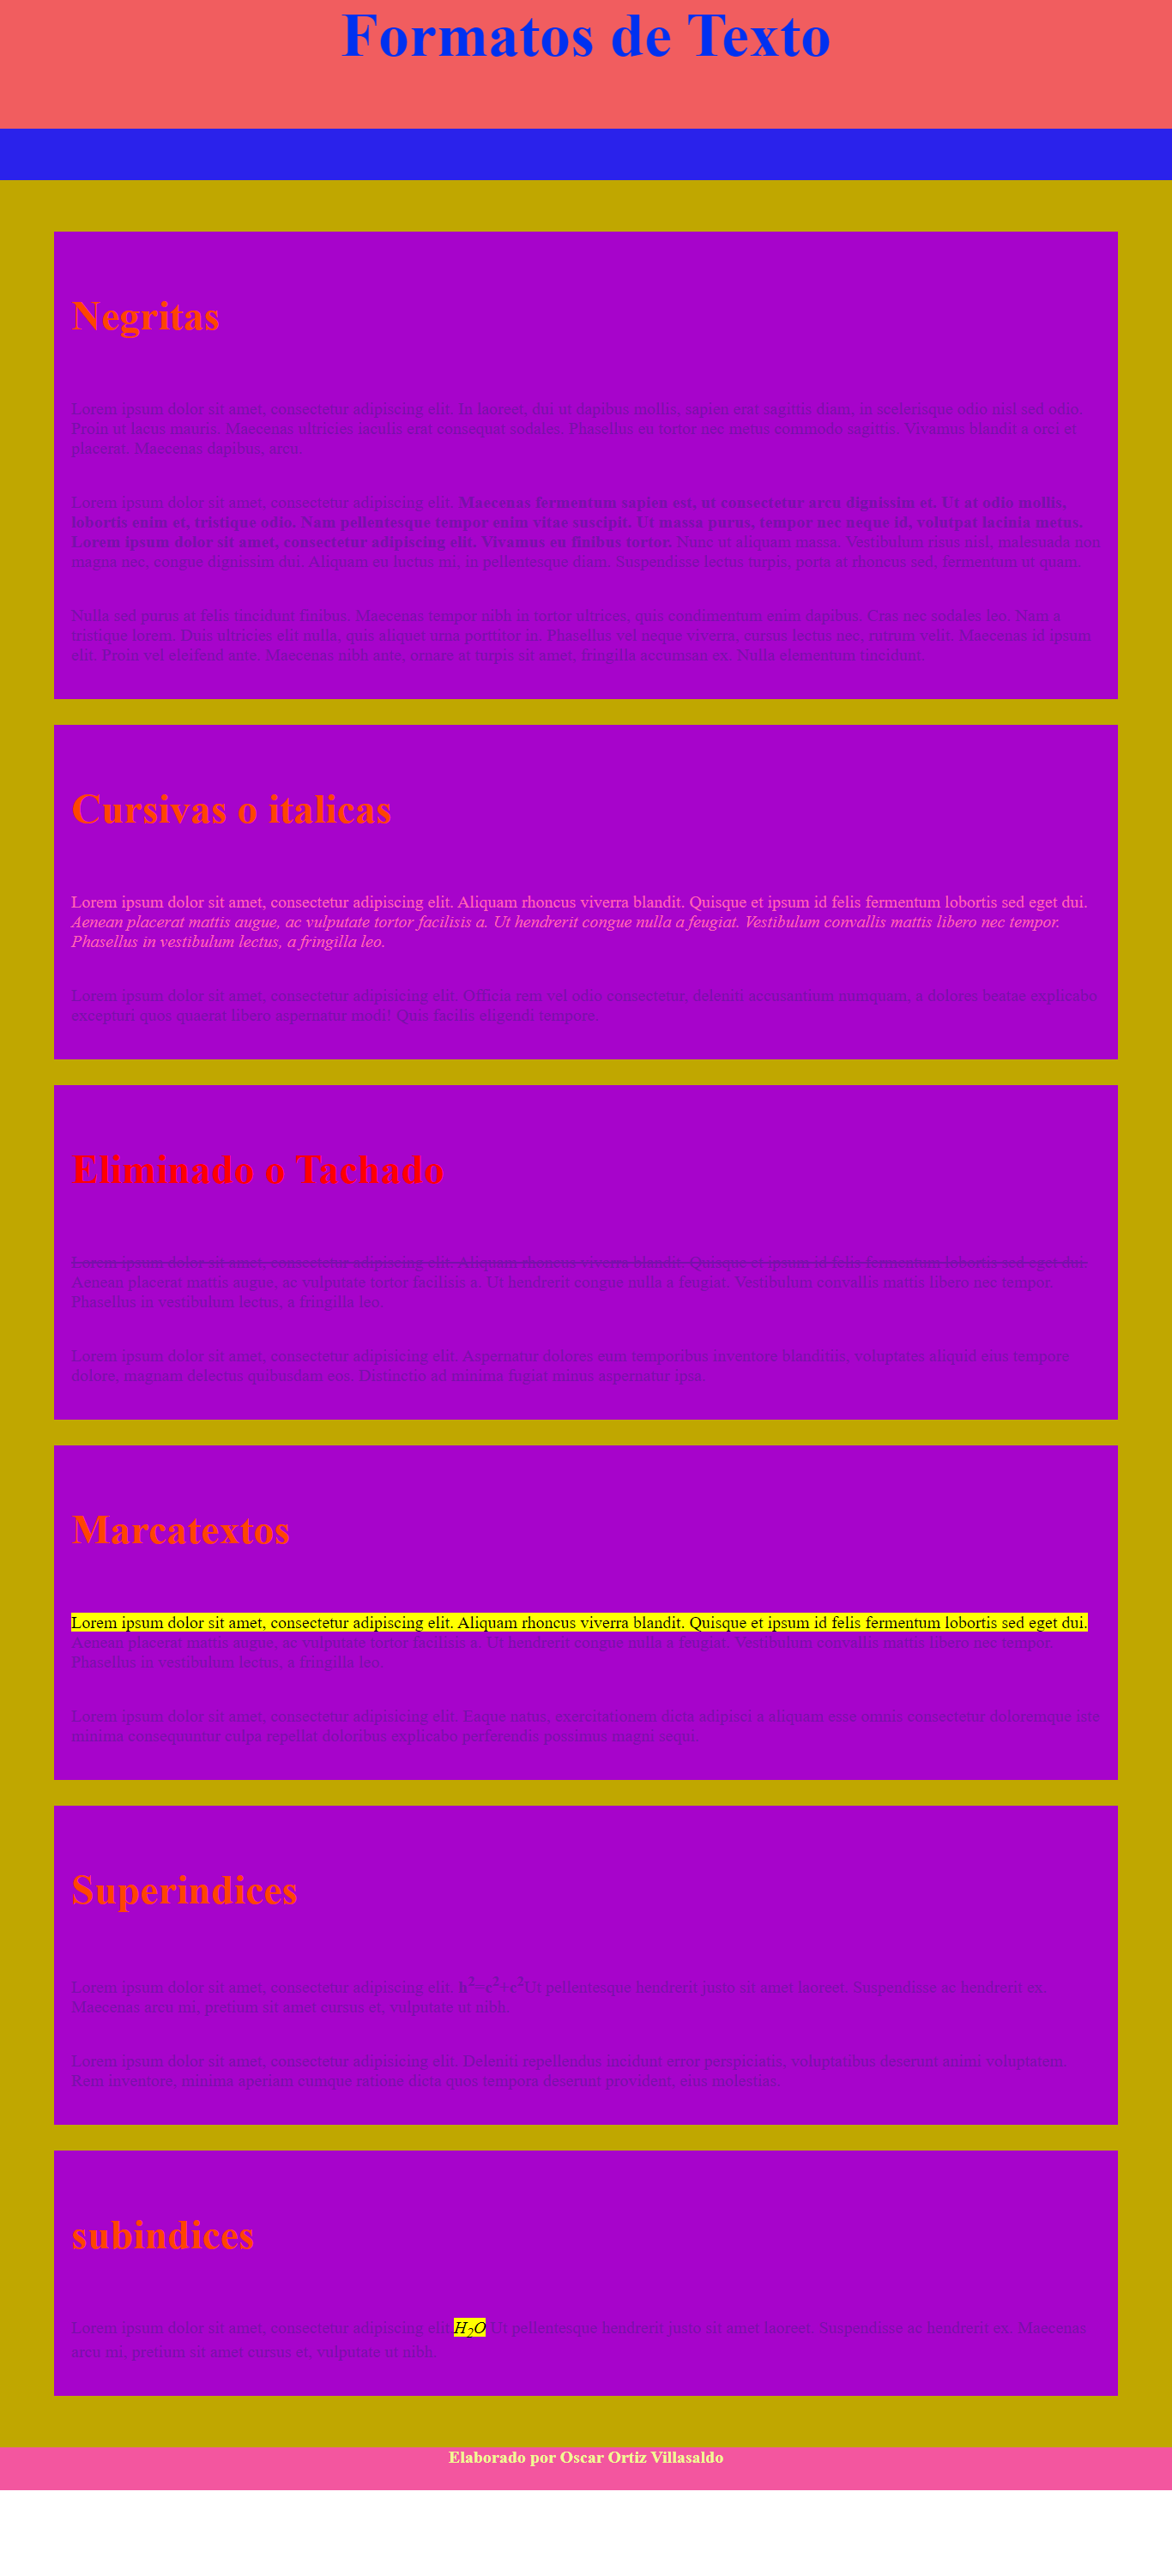 Formatos de Texto
Negritas
Lorem ipsum dolor sit amet, consectetur adipiscing elit. In laoreet, dui ut dapibus mollis, sapien erat sagittis diam, in scelerisque odio nisl sed odio.
Proin ut lacus mauris. Maecenas ultricies iaculis erat consequat sodales. Phasellus eu tortor nec metus commodo sagittis. Vivamus blandit a orci et
placerat. Maecenas dapibus, arcu.
Lorem ipsum dolor sit amet, consectetur adipiscing elit. Maecenas fermentum sapien est, ut consectetur arcu dignissim et. Ut at odio mollis,
lobortis enim et, tristique odio. Nam pellentesque tempor enim vitae suscipit. Ut massa purus, tempor nec neque id, volutpat lacinia metus.
Lorem ipsum dolor sit amet, consectetur adipiscing elit. Vivamus eu finibus tortor. Nunc ut aliquam massa. Vestibulum risus nisl, malesuada non
magna nec, congue dignissim dui. Aliquam eu luctus mi, in pellentesque diam. Suspendisse lectus turpis, porta at rhoncus sed, fermentum ut quam.
Nulla sed purus at felis tincidunt finibus. Maecenas tempor nibh in tortor ultrices, quis condimentum enim dapibus. Cras nec sodales leo. Nam a
tristique lorem. Duis ultricies elit nulla, quis aliquet urna porttitor in. Phasellus vel neque viverra, cursus lectus nec, rutrum velit. Maecenas id ipsum
elit. Proin vel eleifend ante. Maecenas nibh ante, ornare at turpis sit amet, fringilla accumsan ex. Nulla elementum tincidunt.
Cursivas o italicas
Lorem ipsum dolor sit amet, consectetur adipiscing elit. Aliquam rhoncus viverra blandit. Quisque et ipsum id felis fermentum lobortis sed eget dui.
Aenean placerat mattis augue, ac vulputate tortor facilisis a. Ut hendrerit congue nulla a feugiat. Vestibulum convallis mattis libero nec tempor.
Phasellus in vestibulum lectus, a fringilla leo.
Lorem ipsum dolor sit amet, consectetur adipisicing elit. Officia rem vel odio consectetur, deleniti accusantium numquam, a dolores beatae explicabo
excepturi quos quaerat libero aspernatur modi! Quis facilis eligendi tempore.
Eliminado o Tachado
Lorem ipsum dolor sit amet, consectetur adipiscing elit. Aliquam rhoncus viverra blandit. Quisque et ipsum id felis fermentum lobortis sed eget dui.
Aenean placerat mattis augue, ac vulputate tortor facilisis a. Ut hendrerit congue nulla a feugiat. Vestibulum convallis mattis libero nec tempor.
Phasellus in vestibulum lectus, a fringilla leo.
Lorem ipsum dolor sit amet, consectetur adipisicing elit. Aspernatur dolores eum temporibus inventore blanditiis, voluptates aliquid eius tempore
dolore, magnam delectus quibusdam eos. Distinctio ad minima fugiat minus aspernatur ipsa.
Marcatextos
Lorem ipsum dolor sit amet, consectetur adipiscing elit. Aliquam rhoncus viverra blandit. Quisque et ipsum id felis fermentum lobortis sed eget dui.
Aenean placerat mattis augue, ac vulputate tortor facilisis a. Ut hendrerit congue nulla a feugiat. Vestibulum convallis mattis libero nec tempor.
Phasellus in vestibulum lectus, a fringilla leo.
Lorem ipsum dolor sit amet, consectetur adipisicing elit. Eaque natus, exercitationem dicta adipisci a aliquam esse omnis consectetur doloremque iste
minima consequuntur culpa repellat doloribus explicabo perferendis possimus magni sequi.
Superindices
Lorem ipsum dolor sit amet, consectetur adipiscing elit. h²=c²+c²Ut pellentesque hendrerit justo sit amet laoreet. Suspendisse ac hendrerit ex.
Maecenas arcu mi, pretium sit amet cursus et, vulputate ut nibh.
Lorem ipsum dolor sit amet, consectetur adipisicing elit. Deleniti repellendus incidunt error perspiciatis, voluptatibus deserunt animi voluptatem.
Rem inventore, minima aperiam cumque ratione dicta quos tempora deserunt provident, eius molestias.
subindices
Lorem ipsum dolor sit amet, consectetur adipiscing elit.H₂O Ut pellentesque hendrerit justo sit amet laoreet. Suspendisse ac hendrerit ex. Maecenas
arcu mi, pretium sit amet cursus et, vulputate ut nibh.
Elaborado por Oscar Ortiz Villasaldo